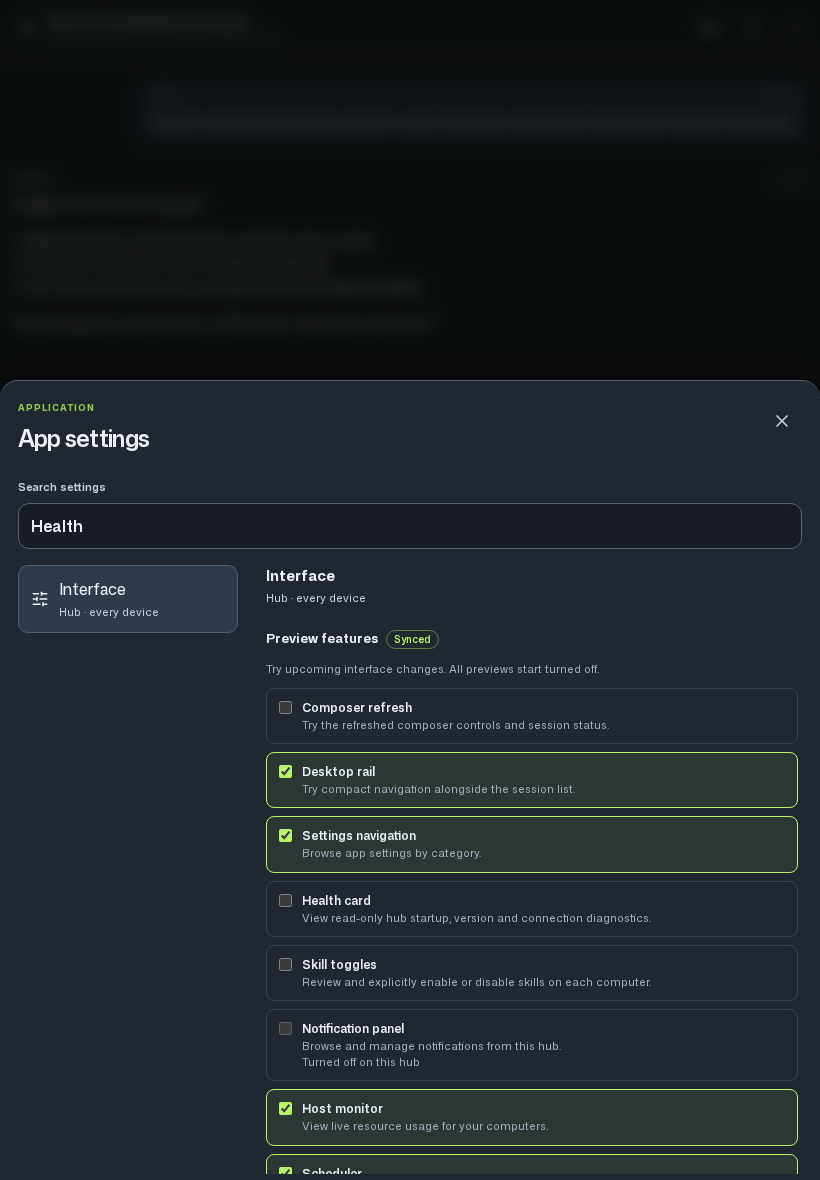 APPLICATION
App settings
Search settings
Health
Interface
Hub · every device
Interface
Hub · every device
Preview features Synced
Try upcoming interface changes. All previews start turned off.
Composer refresh
Try the refreshed composer controls and session status.
Desktop rail
Try compact navigation alongside the session list.
Settings navigation
Browse app settings by category.
Health card
View read-only hub startup, version and connection diagnostics.
Skill toggles
Review and explicitly enable or disable skills on each computer.
Notification panel
Browse and manage notifications from this hub.
Turned off on this hub
Host monitor
View live resource usage for your computers.
Scheduler